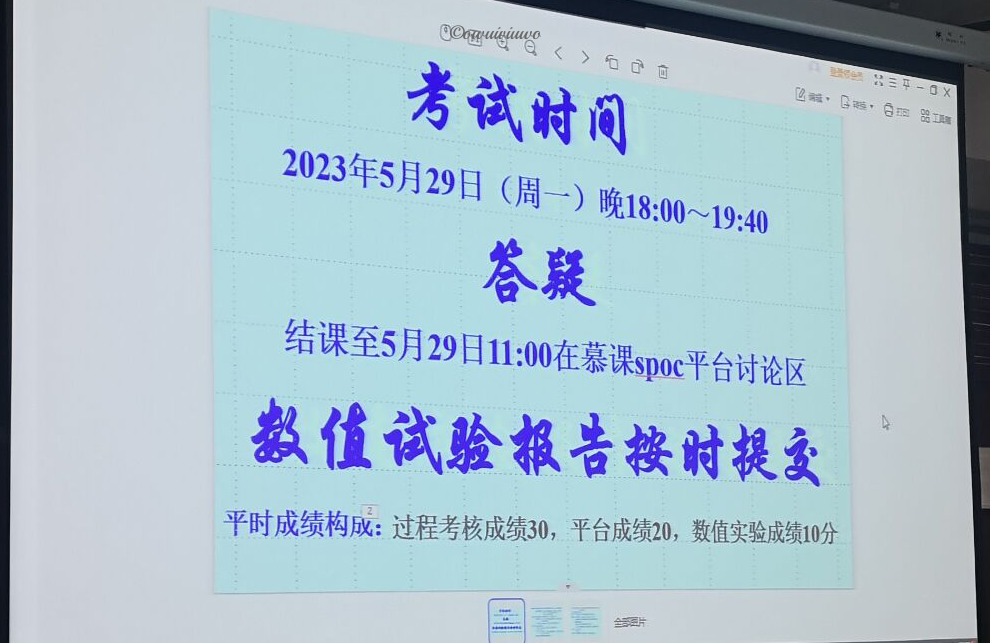 考试时间
2023年5月29日（周一）晚18:00～19:40
答疑
结课至5月29日11:00在慕课spoc平台讨论区
数值试验报告按时提交
平时成绩构成：过程考核成绩30，平台成绩20，数值实验成绩10分
2
编辑
转换
打印
工具箱
全部图片